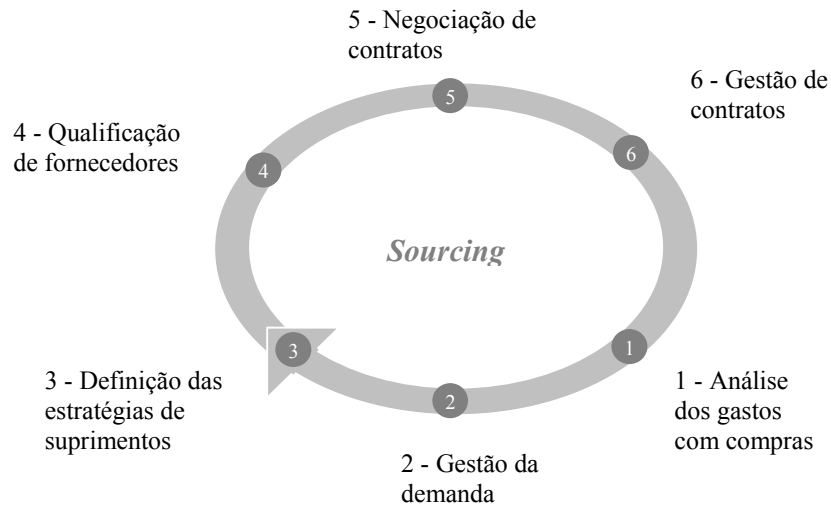 5 - Negociação de
contratos
6 - Gestão de
contratos
4 - Qualificação
de fornecedores
5
6
4
Sourcing
3
1
2
3 - Definição das
estratégias de
suprimentos
1 - Análise
dos gastos
com compras
2 - Gestão da
demanda